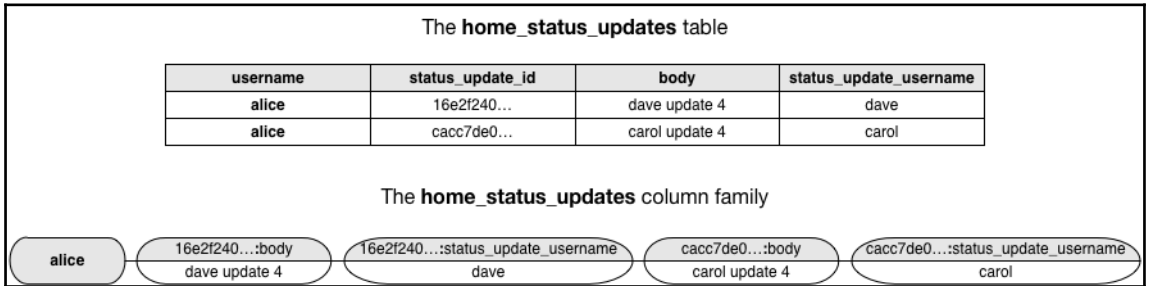 The home_status_updates table
username status_update_id body status_update_username
alice 16e2f240... dave update 4 dave
alice cacc7de0... carol update 4 carol
The home_status_updates column family
alice 16e2f240...:body 16e2f240...:status_update_username cacc7de0...:body cacc7de0...:status_update_username
dave update 4 dave carol update 4 carol